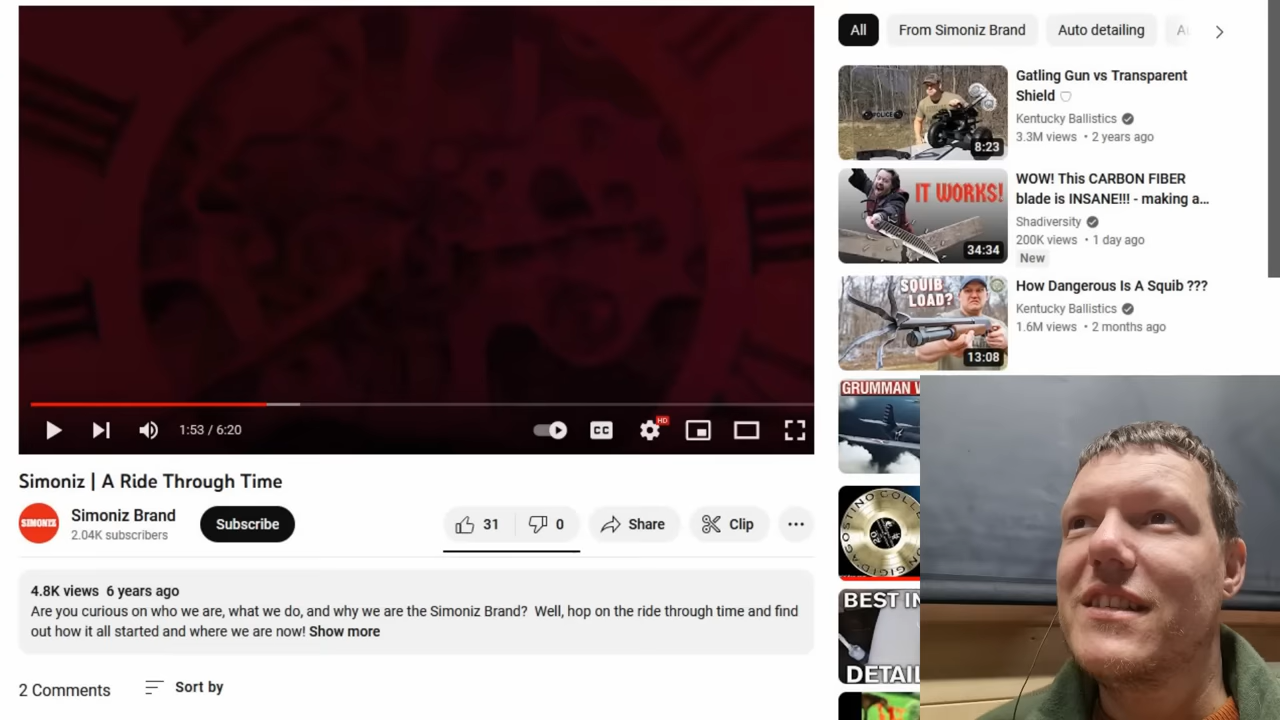 1:53 / 6:20
CC
HD
Simoniz | A Ride Through Time
SIMONIZ
Simoniz Brand
2.04K subscribers
Subscribe
31
0
Share
Clip
4.8K views 6 years ago
Are you curious on who we are, what we do, and why we are the Simoniz Brand? Well, hop on the ride through time and find
out how it all started and where we are now! Show more
2 Comments
Sort by
All
From Simoniz Brand
Auto detailing
POLICE
8:23
Gatling Gun vs Transparent
Shield
Kentucky Ballistics
3.3M views • 2 years ago
IT WORKS!
34:34
WOW! This CARBON FIBER
blade is INSANE!!! - making a...
Shadiversity
200K views • 1 day ago
New
SQUIB
LOAD?
13:08
How Dangerous Is A Squib ???
Kentucky Ballistics
1.6M views • 2 months ago
GRUMMAN
BEST IN
DETAIL